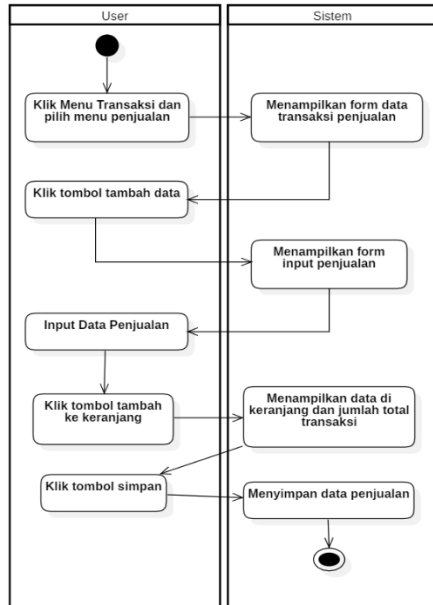 User
Sistem
Klik Menu Transaksi dan
pilih menu penjualan
Menampilkan form data
transaksi penjualan
Klik tombol tambah data
Menampilkan form
input penjualan
Input Data Penjualan
Klik tombol tambah
ke keranjang
Menampilkan data di
keranjang dan jumlah total
transaksi
Klik tombol simpan
Menyimpan data penjualan